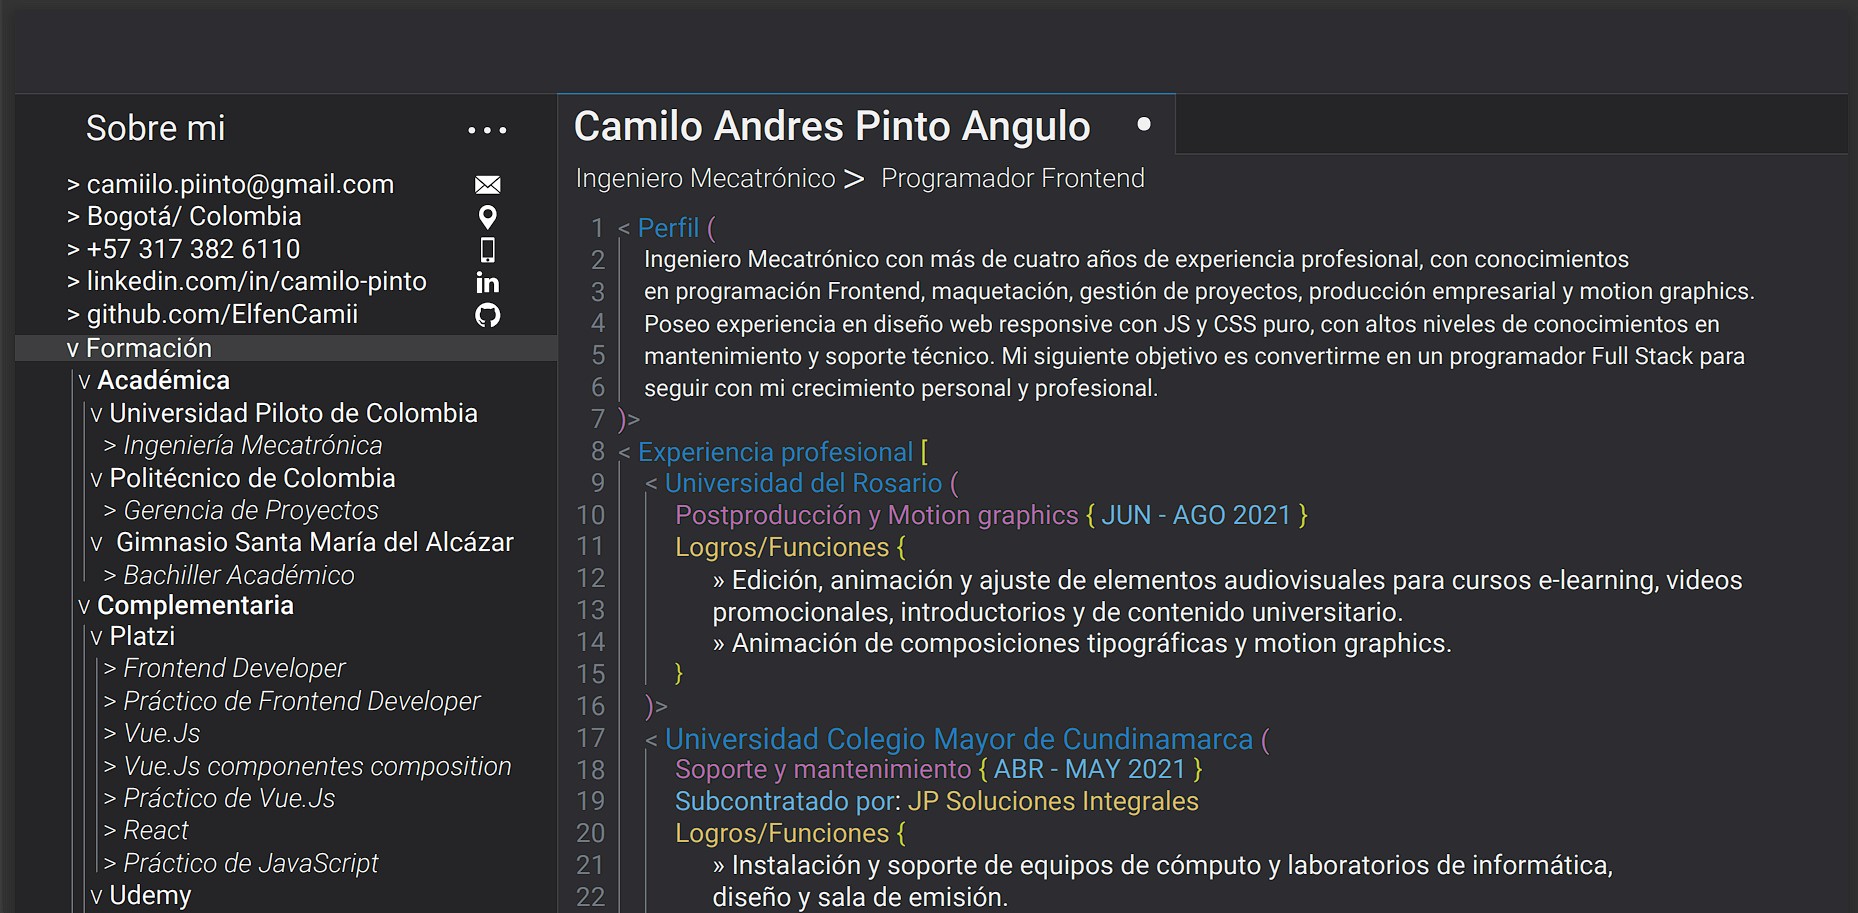 Sobre mi ...
> camiilo.piinto@gmail.com
> Bogotá/ Colombia
> +57 317 382 6110
> linkedin.com/in/camilo-pinto
in
> github.com/ElfenCamii
v Formación
v Académica
v Universidad Piloto de Colombia
> Ingeniería Mecatrónica
v Politécnico de Colombia
> Gerencia de Proyectos
v Gimnasio Santa María del Alcázar
> Bachiller Académico
v Complementaria
v Platzi
> Frontend Developer
> Práctico de Frontend Developer
> Vue.Js
> Vue.Js componentes composition
> Práctico de Vue.Js
> React
> Práctico de JavaScript
v Udemy
Camilo Andres Pinto Angulo •
Ingeniero Mecatrónico > Programador Frontend
1 < Perfil (
2 Ingeniero Mecatrónico con más de cuatro años de experiencia profesional, con conocimientos
3 en programación Frontend, maquetación, gestión de proyectos, producción empresarial y motion graphics.
4 Poseo experiencia en diseño web responsive con JS y CSS puro, con altos niveles de conocimientos en
5 mantenimiento y soporte técnico. Mi siguiente objetivo es convertirme en un programador Full Stack para
6 seguir con mi crecimiento personal y profesional.
7 )>
8 < Experiencia profesional [
9 < Universidad del Rosario (
10 Postproducción y Motion graphics { JUN - AGO 2021 }
11 Logros/Funciones {
12 » Edición, animación y ajuste de elementos audiovisuales para cursos e-learning, videos
13 promocionales, introductorios y de contenido universitario.
14 » Animación de composiciones tipográficas y motion graphics.
15 }
16 )>
17 < Universidad Colegio Mayor de Cundinamarca (
18 Soporte y mantenimiento { ABR - MAY 2021 }
19 Subcontratado por: JP Soluciones Integrales
20 Logros/Funciones {
21 » Instalación y soporte de equipos de cómputo y laboratorios de informática,
22 diseño y sala de emisión.